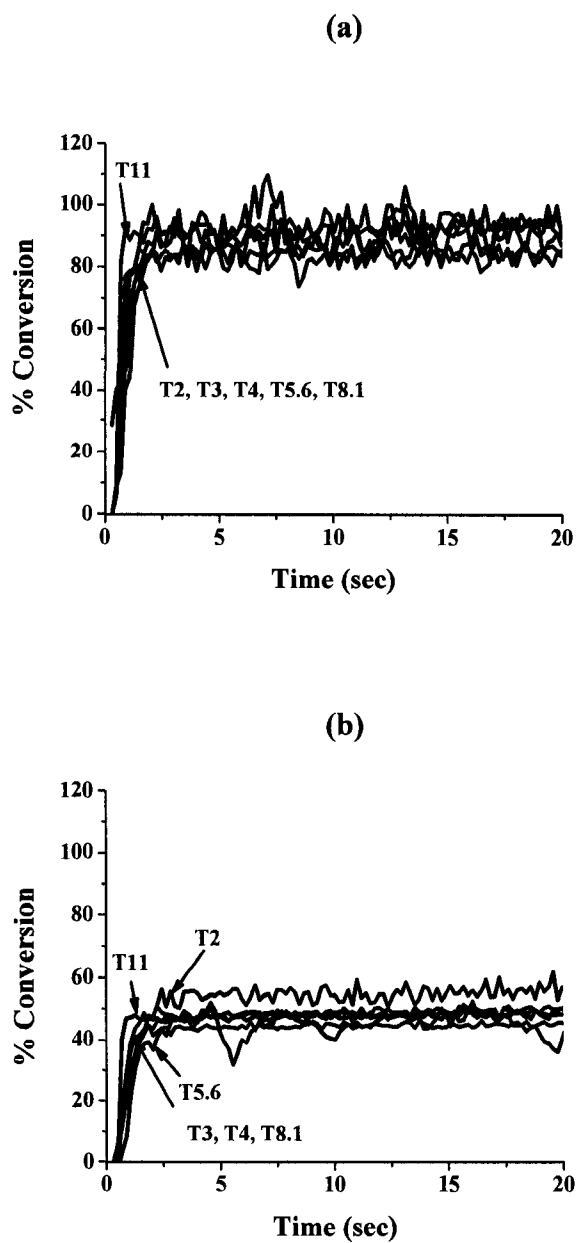 (a)
120
100
80
60
40
20
0
% Conversion
T11
T2, T3, T4, T5.6, T8.1
0 5 10 15 20
Time (sec)
(b)
120
100
80
60
40
20
0
% Conversion
T2
T11
T5.6
T3, T4, T8.1
0 5 10 15 20
Time (sec)